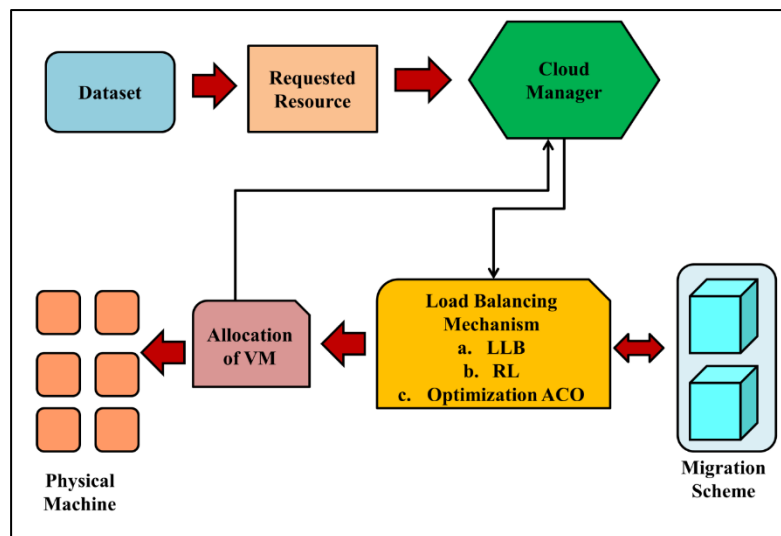 Dataset
Requested
Resource
Cloud
Manager
Load Balancing
Mechanism
a. LLB
b. RL
c. Optimization ACO
Allocation
of VM
Physical
Machine
Migration
Scheme